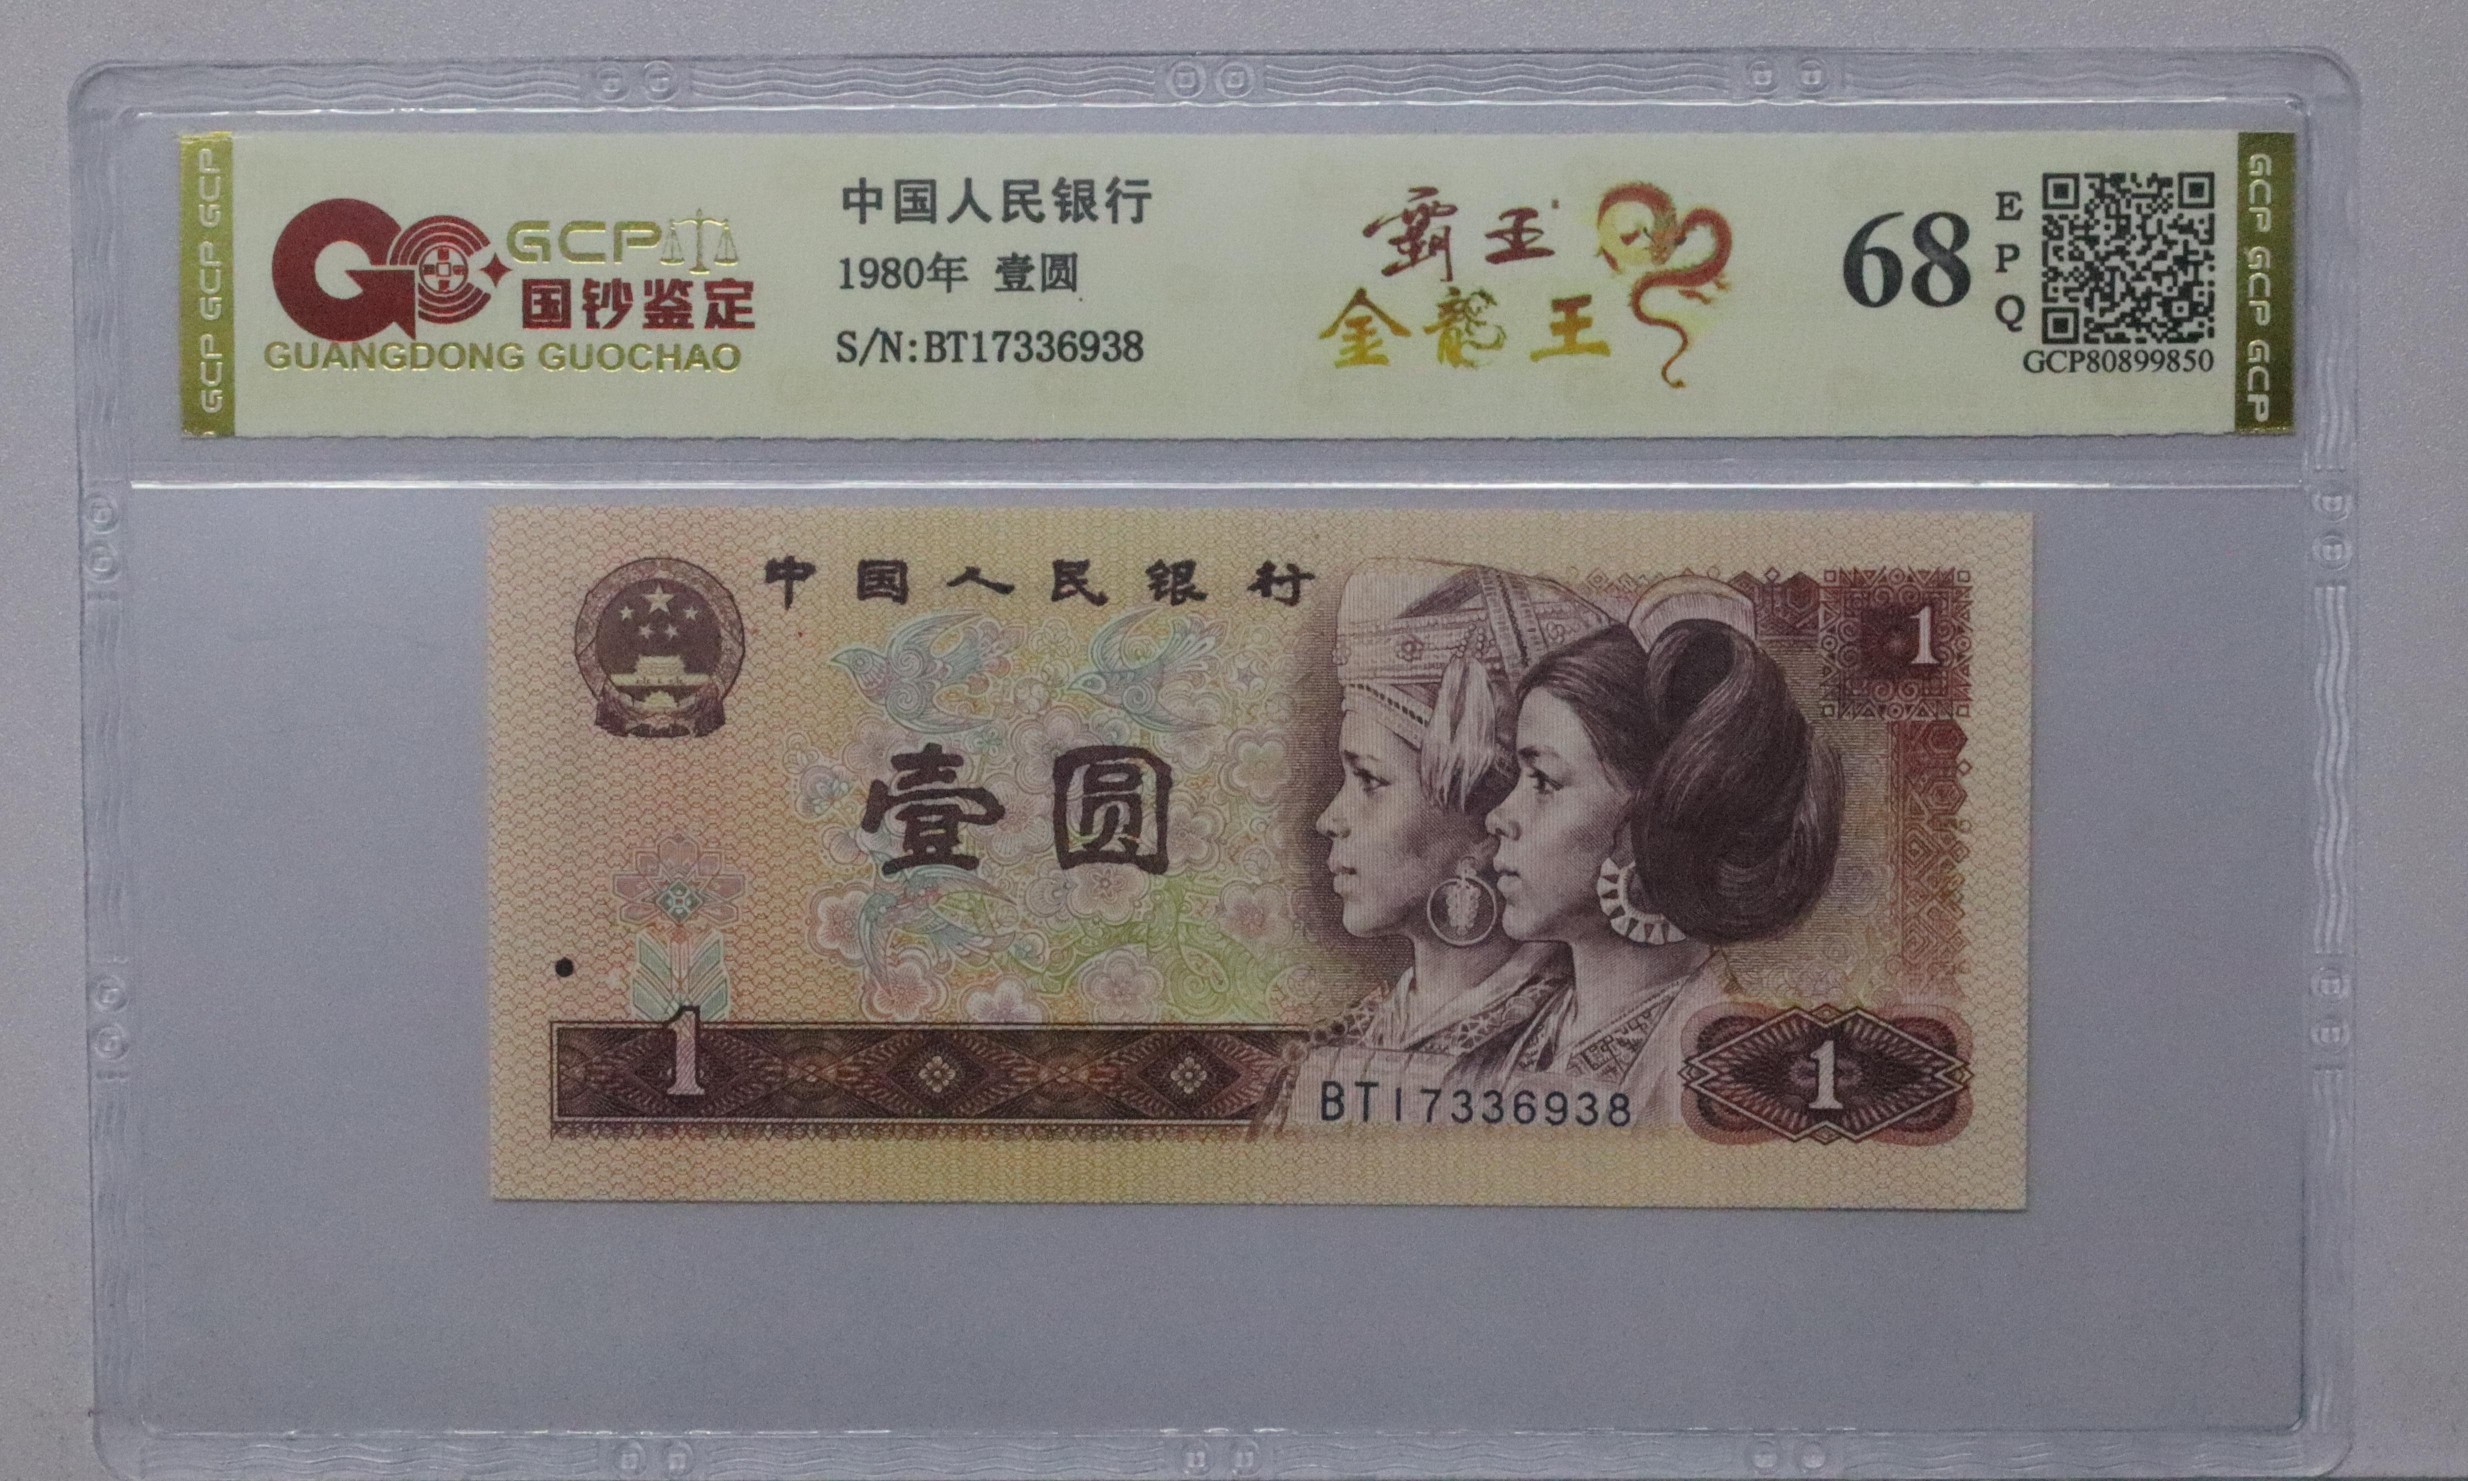 GCP GCP GCP
GCP
国钞鉴定
GUANGDONG GUOCHAO
中国人民银行
1980年 壹圆
S/N:BT17336938
霸王
金龍王
68
EPQ
GCP80899850
GCP GCP GCP
中国人民银行
1
壹圆
1
BT17336938
1